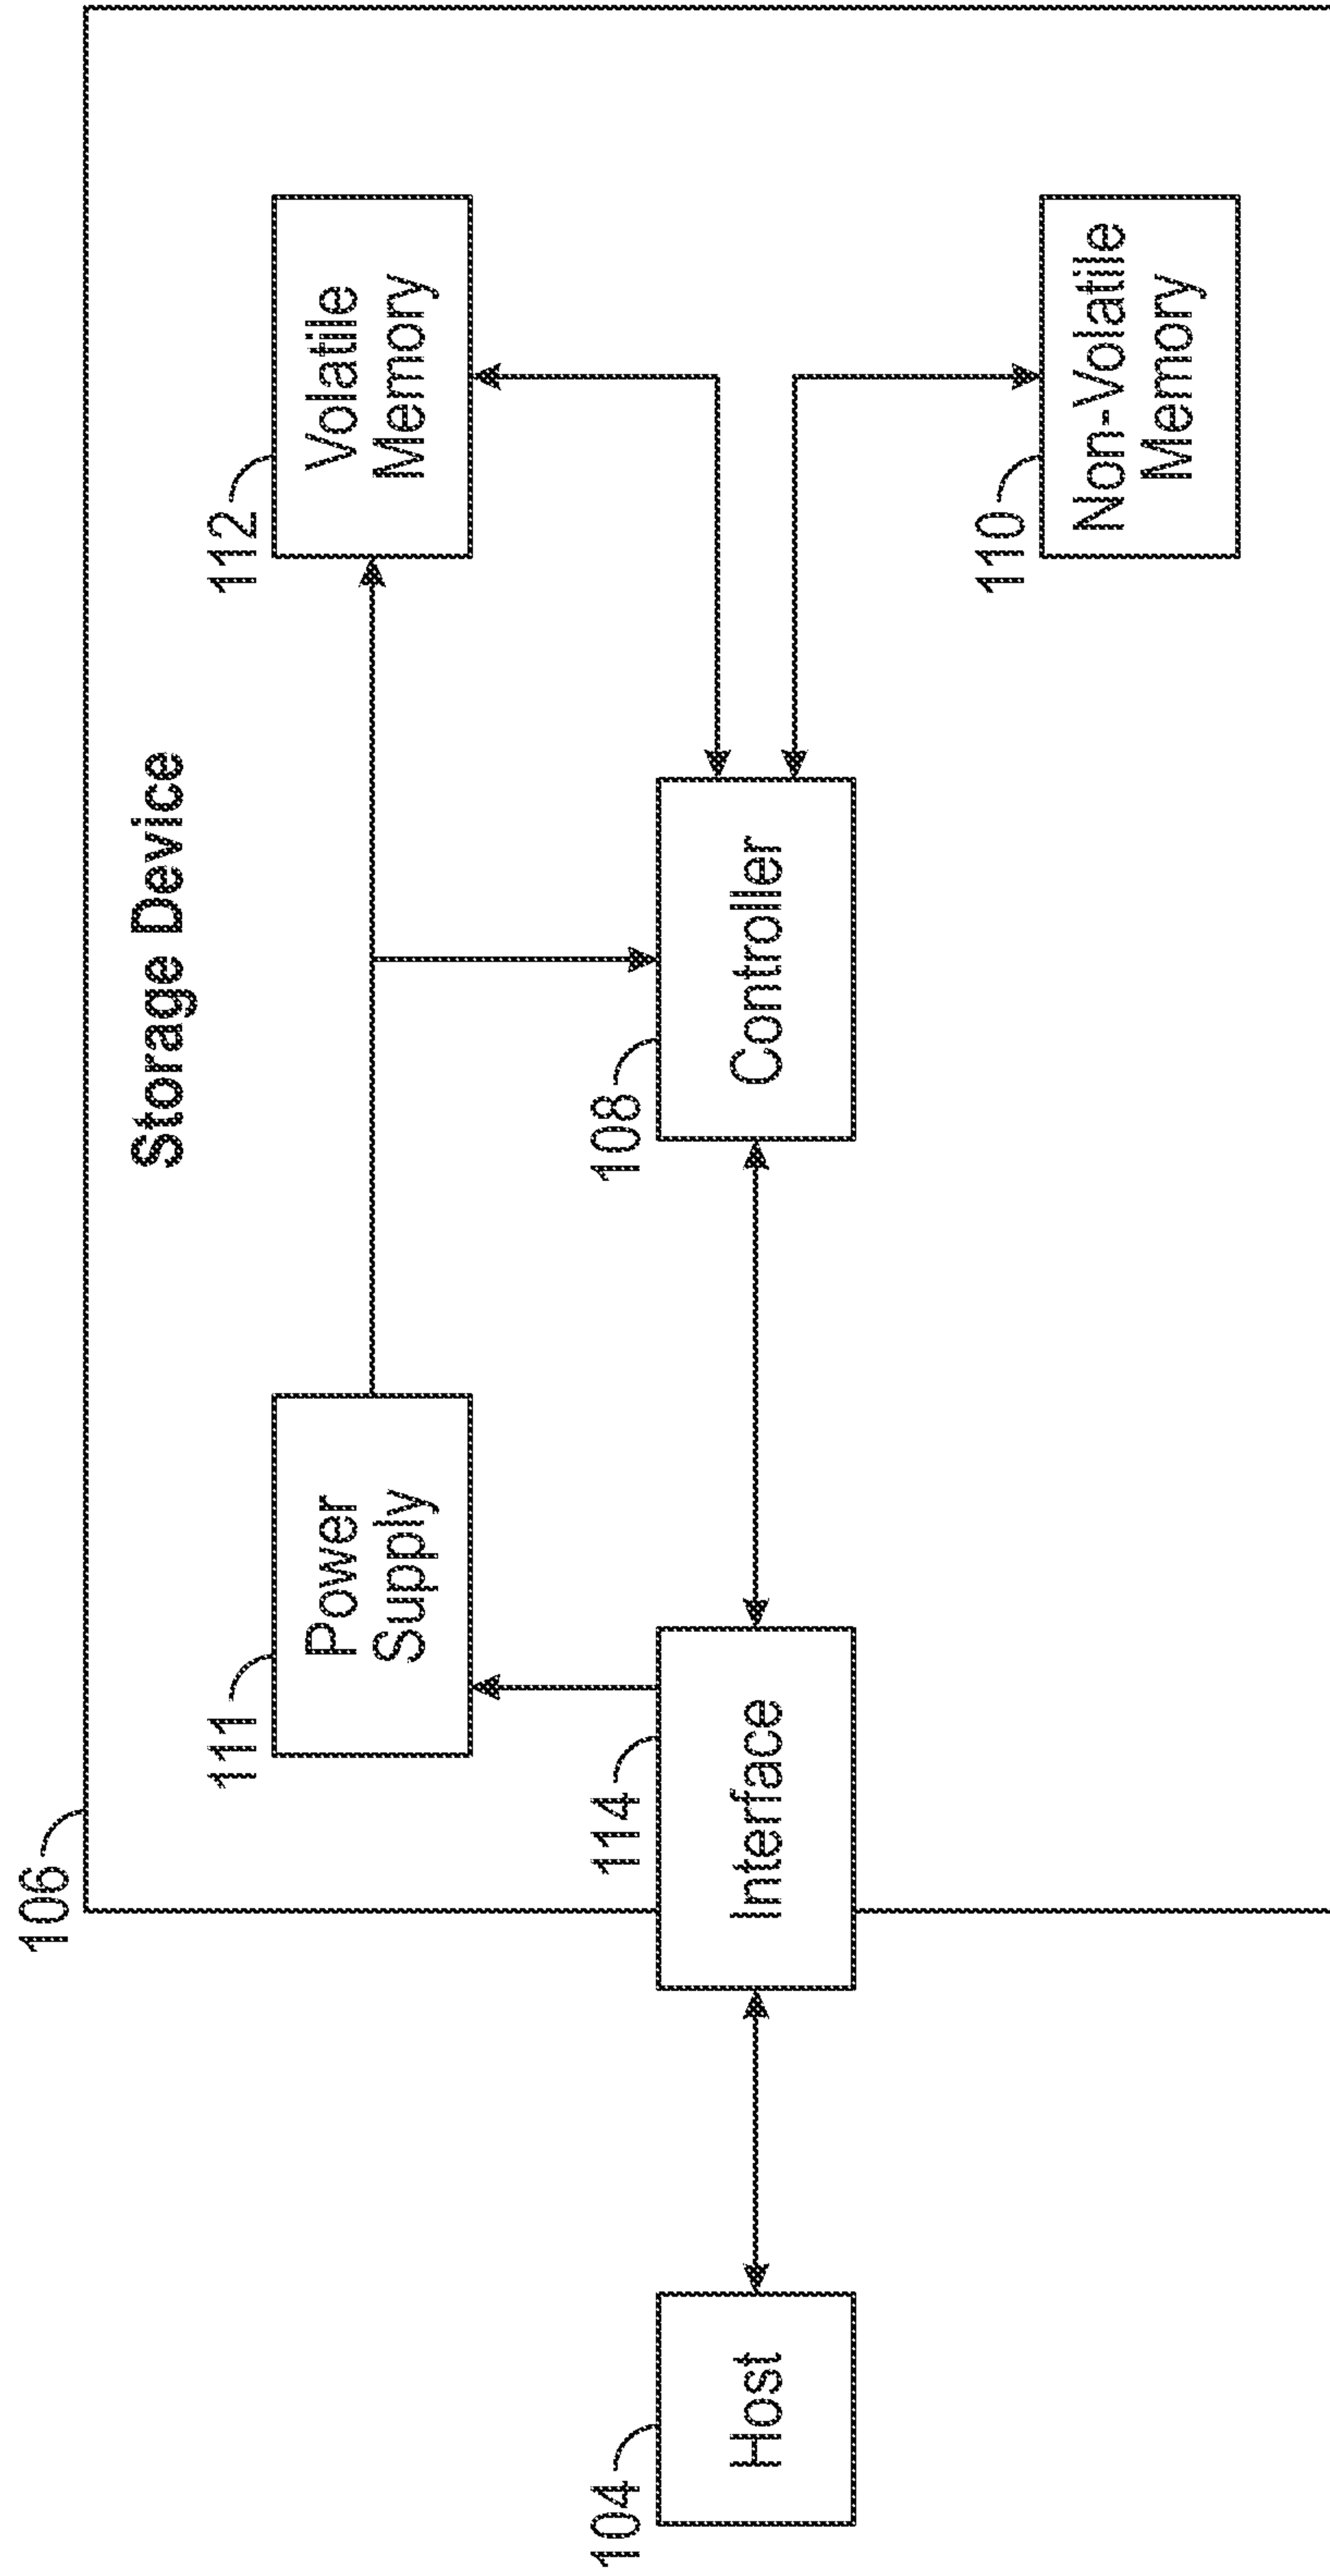 106
Storage Device
111
Power
Supply
112
Volatile
Memory
104
Host
114
Interface
108
Controller
110
Non-Volatile
Memory